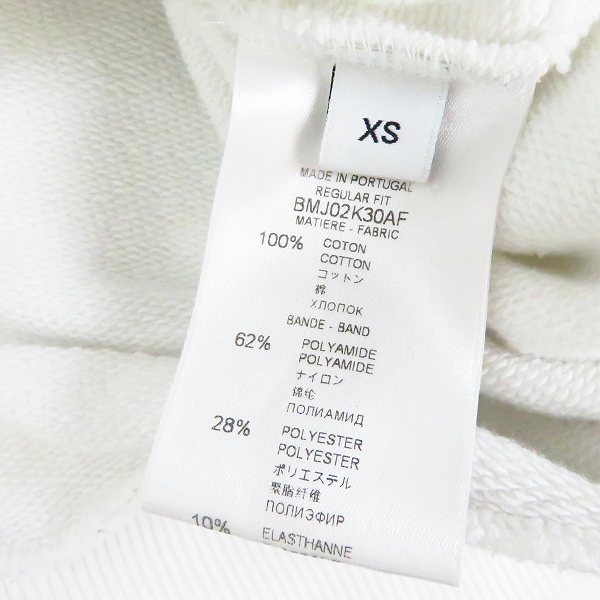 XS
MADE IN PORTUGAL
REGULAR FIT
BMJ02K30AF
MATIERE - FABRIC
100% COTON
COTTON
コットン
棉
ХЛОПОК
BANDE - BAND
62% POLYAMIDE
POLYAMIDE
ナイロン
锦纶
ПОЛИАМИД
28% POLYESTER
POLYESTER
ポリエステル
聚脂纤维
ПОЛИЭФИР
10% ELASTHANNE